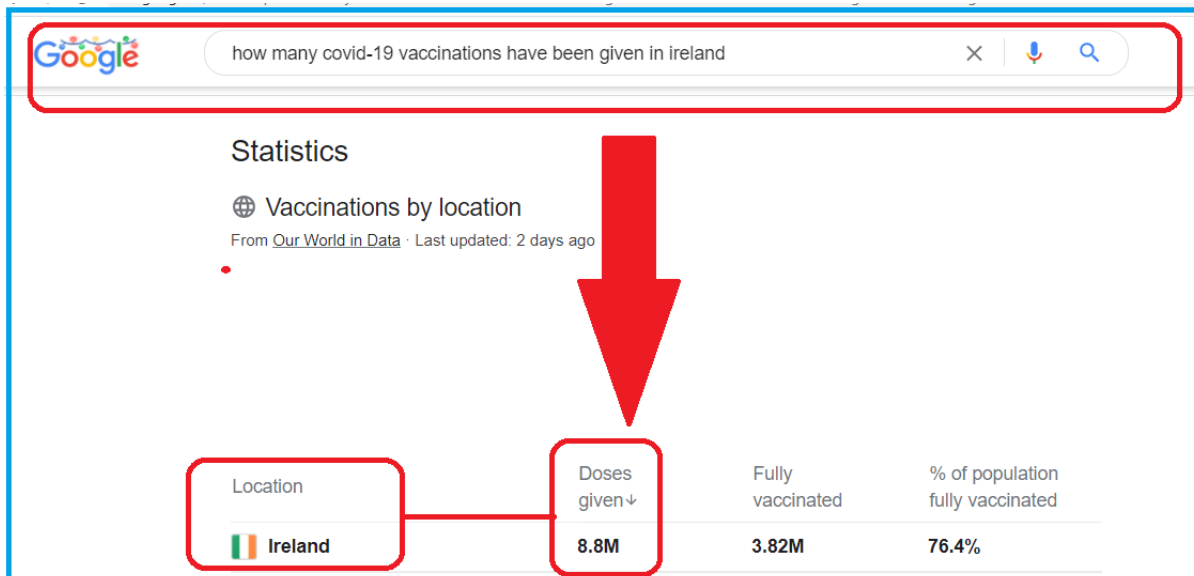 Google how many covid-19 vaccinations have been given in ireland
Statistics
Vaccinations by location
From Our World in Data · Last updated: 2 days ago
Location Doses given↓ Fully vaccinated % of population fully vaccinated
Ireland 8.8M 3.82M 76.4%